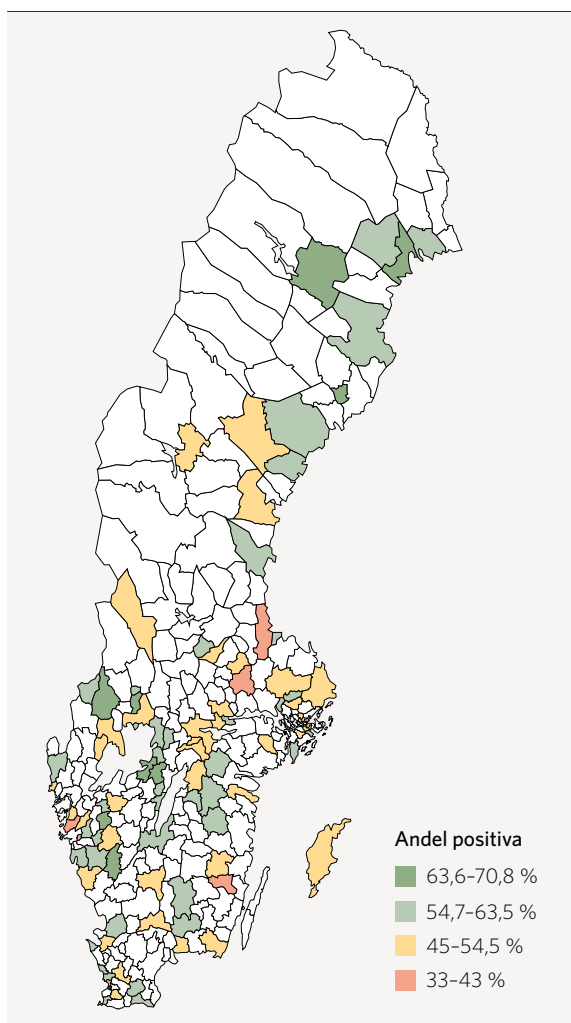 Andel positiva
63,6–70,8 %
54,7–63,5 %
45–54,5 %
33–43 %